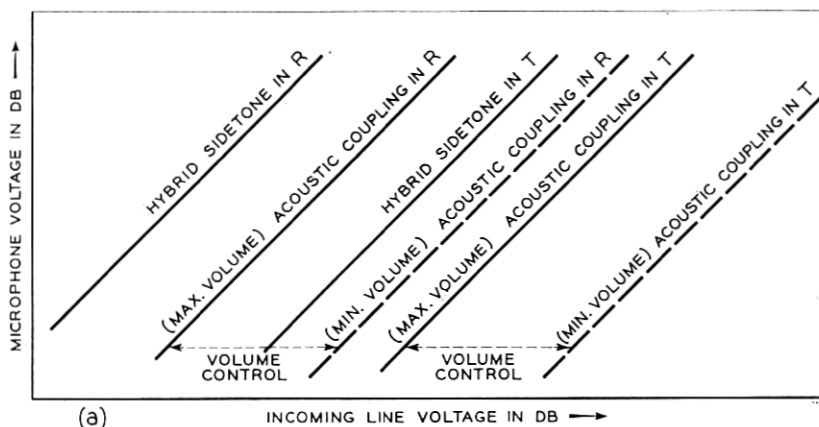 MICROPHONE VOLTAGE IN DB
HYBRID SIDETONE IN R
(MAX. VOLUME) ACOUSTIC COUPLING IN R
HYBRID SIDETONE IN T
(MIN. VOLUME) ACOUSTIC COUPLING IN R
(MAX. VOLUME) ACOUSTIC COUPLING IN T
(MIN. VOLUME) ACOUSTIC COUPLING IN T
VOLUME
CONTROL
VOLUME
CONTROL
(a)
INCOMING LINE VOLTAGE IN DB